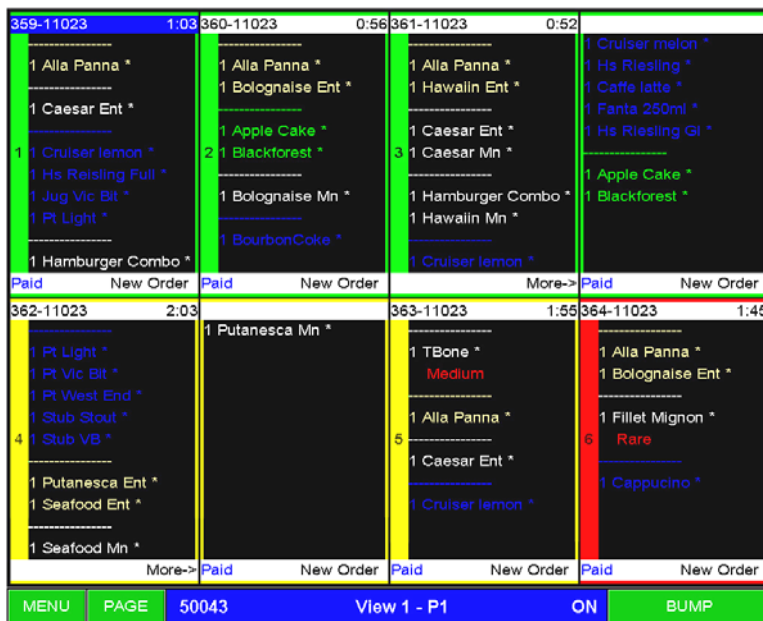 359-11023 1:03
1 Alla Panna *
1 Caesar Ent *
1 Cruiser lemon *
1 Hs Reisling Full *
1 Jug Vic Bit *
1 Pt Light *
1 Hamburger Combo *
1
Paid New Order
360-11023 0:56
1 Alla Panna *
1 Bolognaise Ent *
1 Apple Cake *
1 Blackforest *
1 Bolognaise Mn *
1 BourbonCoke *
2
Paid New Order
361-11023 0:52
1 Alla Panna *
1 Hawaiin Ent *
1 Caesar Ent *
1 Caesar Mn *
1 Hamburger Combo *
1 Hawaiin Mn *
1 Cruiser lemon *
3
More->
1 Cruiser melon *
1 Hs Riesling *
1 Caffe latte *
1 Fanta 250ml *
1 Hs Riesling Gl *
1 Apple Cake *
1 Blackforest *
Paid New Order
362-11023 2:03
1 Pt Light *
1 Pt Vic Bit *
1 Pt West End *
1 Stub Stout *
1 Stub VB *
1 Putanesca Ent *
1 Seafood Ent *
1 Seafood Mn *
4
More->
1 Putanesca Mn *
Paid New Order
363-11023 1:55
1 TBone *
Medium
1 Alla Panna *
1 Caesar Ent *
1 Cruiser lemon *
5
Paid New Order
364-11023 1:45
1 Alla Panna *
1 Bolognaise Ent *
1 Fillet Mignon *
Rare
1 Cappucino *
6
Paid New Order
MENU PAGE 50043 View 1 - P1 ON BUMP